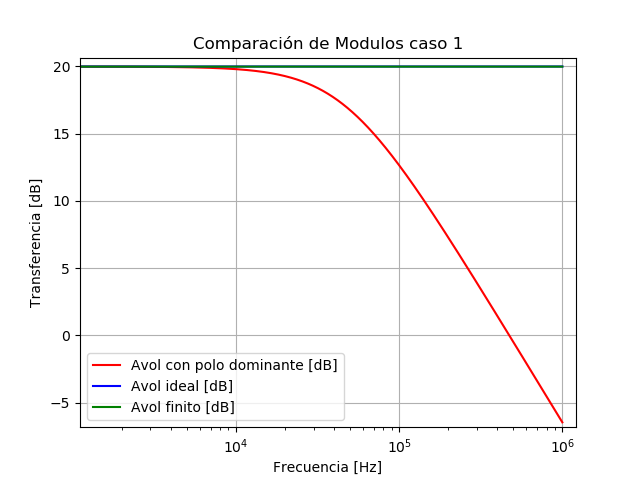 Comparación de Modulos caso 1
Transferencia [dB]
20
15
10
5
0
−5
Avol con polo dominante [dB]
Avol ideal [dB]
Avol finito [dB]
10^4
10^5
10^6
Frecuencia [Hz]